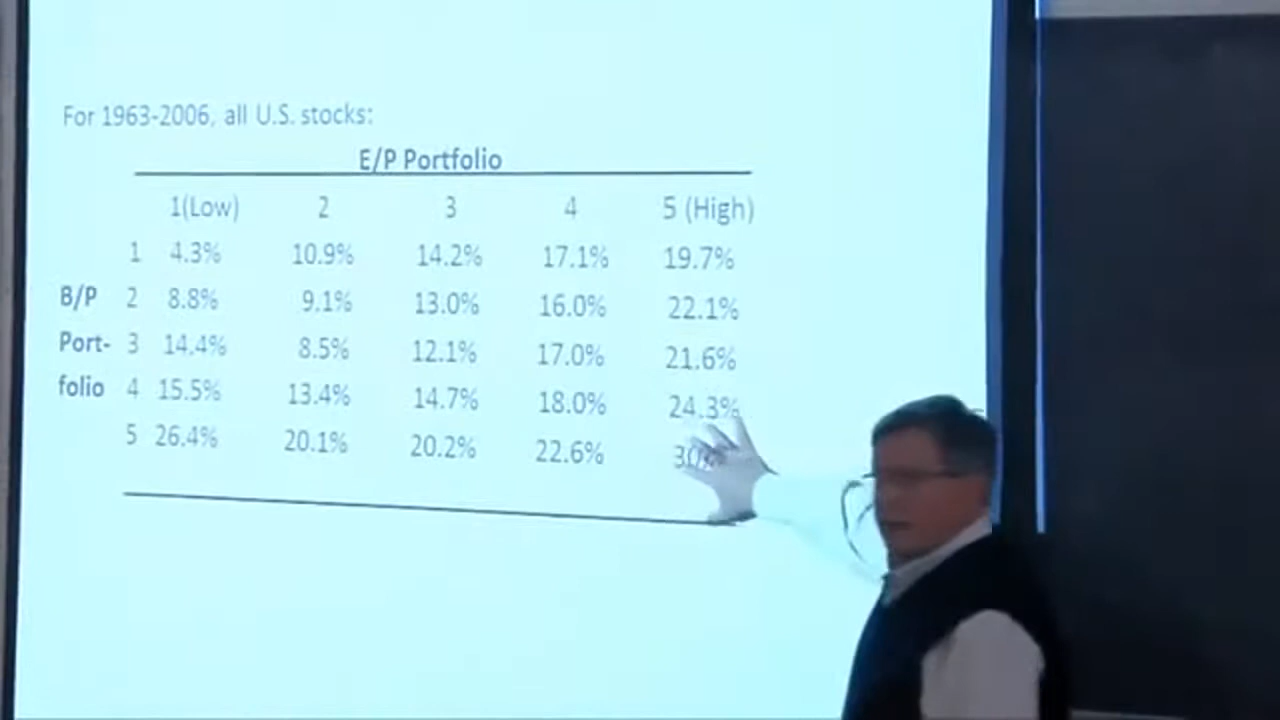 For 1963-2006, all U.S. stocks:
E/P Portfolio
1(Low) 2 3 4 5 (High)
1 4.3% 10.9% 14.2% 17.1% 19.7%
B/P 2 8.8% 9.1% 13.0% 16.0% 22.1%
Port- 3 14.4% 8.5% 12.1% 17.0% 21.6%
folio 4 15.5% 13.4% 14.7% 18.0% 24.3%
5 26.4% 20.1% 20.2% 22.6%